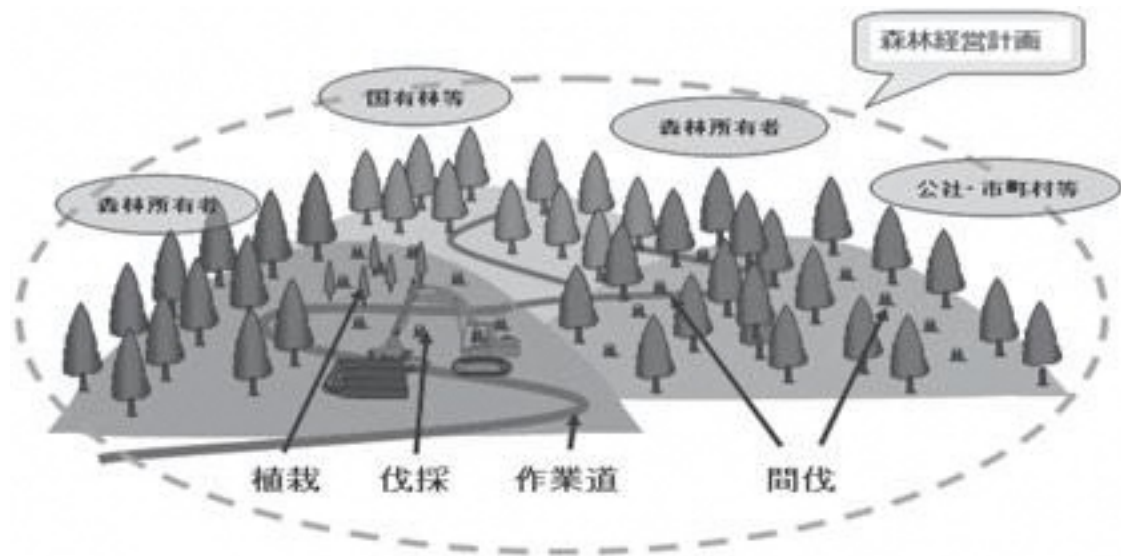 森林経営計画
国有林等
森林所有者
公社・市町村等
森林所有者
植栽
伐採
作業道
間伐